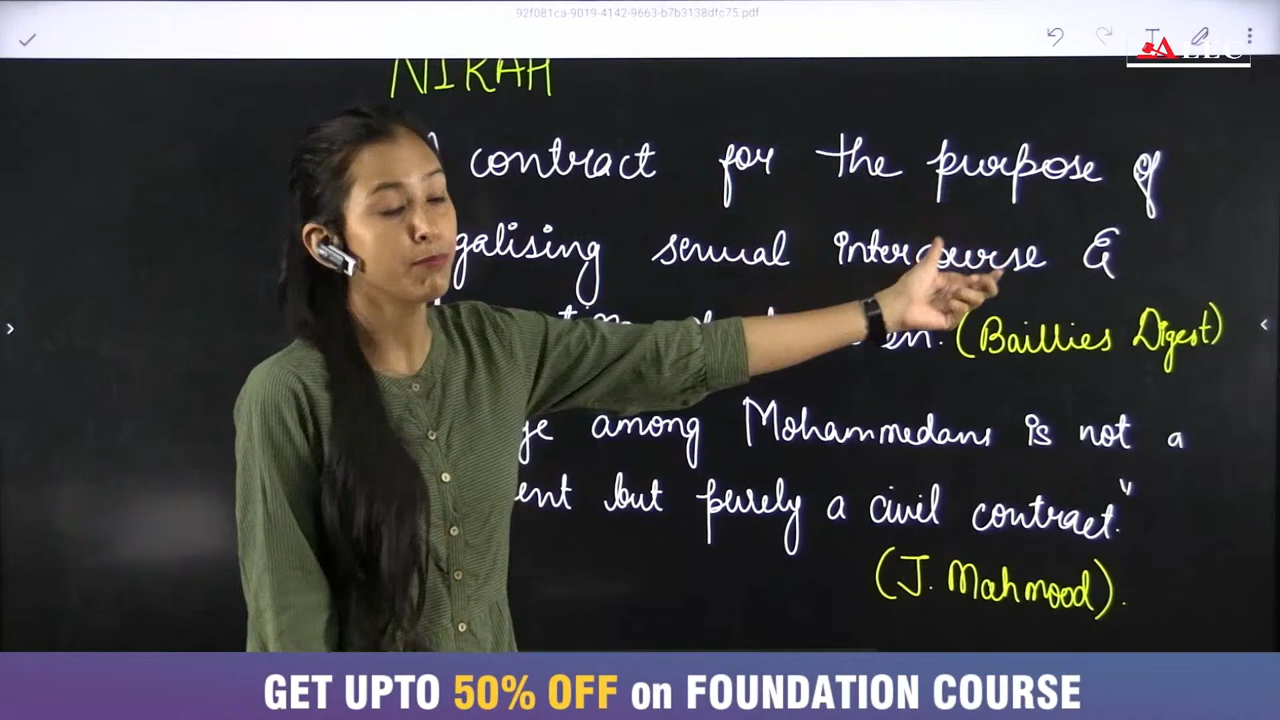 92f081ca-9019-4142-9663-b7b3138dfc75.pdf
NIKAH
contract for the purpose of
galising sexual intercourse &
en. (Baillies Digest)
ge among Mohammedans is not a
ent but purely a civil contract."
(J. Mahmood).
GET UPTO 50% OFF on FOUNDATION COURSE